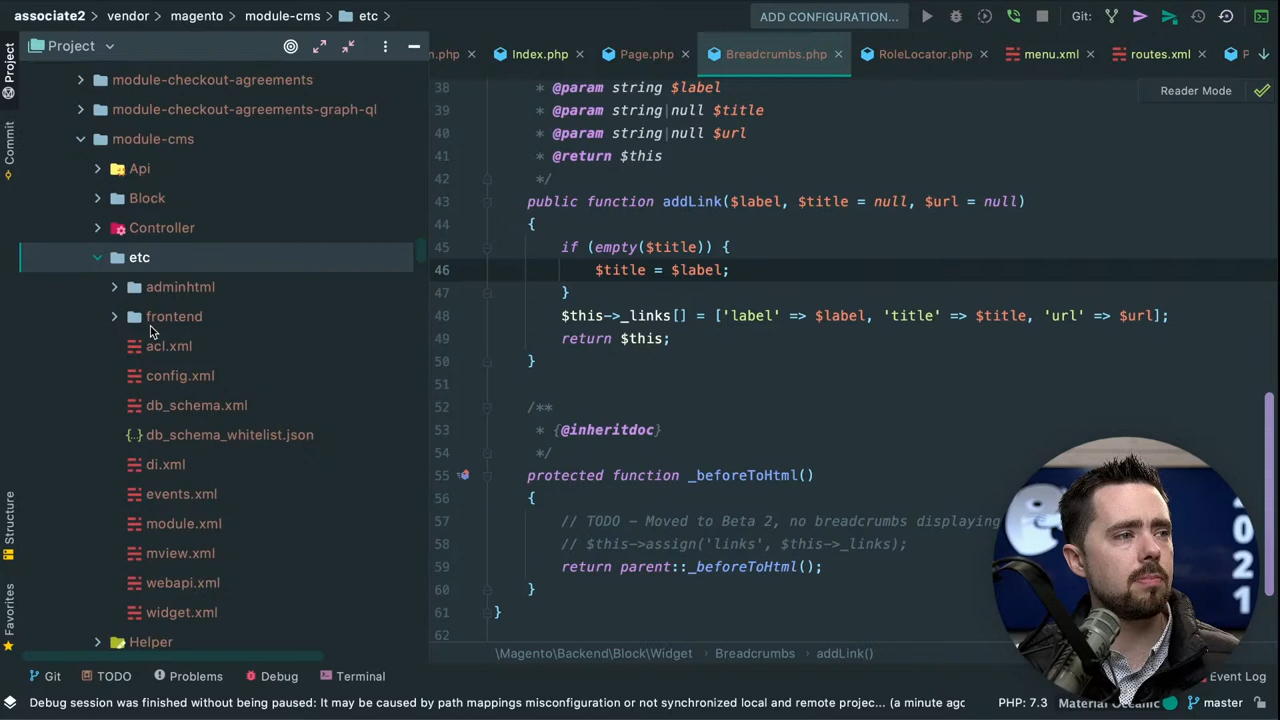 associate2 vendor magento module-cms etc
ADD CONFIGURATION...
Git:
Project
m.php Index.php Page.php Breadcrumbs.php RoleLocator.php menu.xml routes.xml P
Project
Commit
Structure
Favorites
module-checkout-agreements
module-checkout-agreements-graph-ql
module-cms
Api
Block
Controller
etc
adminhtml
frontend
acl.xml
config.xml
db_schema.xml
db_schema_whitelist.json
di.xml
events.xml
module.xml
mview.xml
webapi.xml
widget.xml
Helper
Reader Mode
38 * @param string $label
39 * @param string|null $title
40 * @param string|null $url
41 * @return $this
42 */
43 public function addLink($label, $title = null, $url = null)
44 {
45 if (empty($title)) {
46 $title = $label;
47 }
48 $this->_links[] = ['label' => $label, 'title' => $title, 'url' => $url];
49 return $this;
50 }
51
52 /**
53 * {@inheritdoc}
54 */
55 protected function _beforeToHtml()
56 {
57 // TODO - Moved to Beta 2, no breadcrumbs displaying
58 // $this->assign('links', $this->_links);
59 return parent::_beforeToHtml();
60 }
61 }
62
2
0
2
1
\Magento\Backend\Block\Widget Breadcrumbs addLink()
Git TODO Problems Debug Terminal Event Log
Debug session was finished without being paused: It may be caused by path mappings misconfiguration or not synchronized local and remote projec... (a minute ago PHP: 7.3 Material Oceanic master